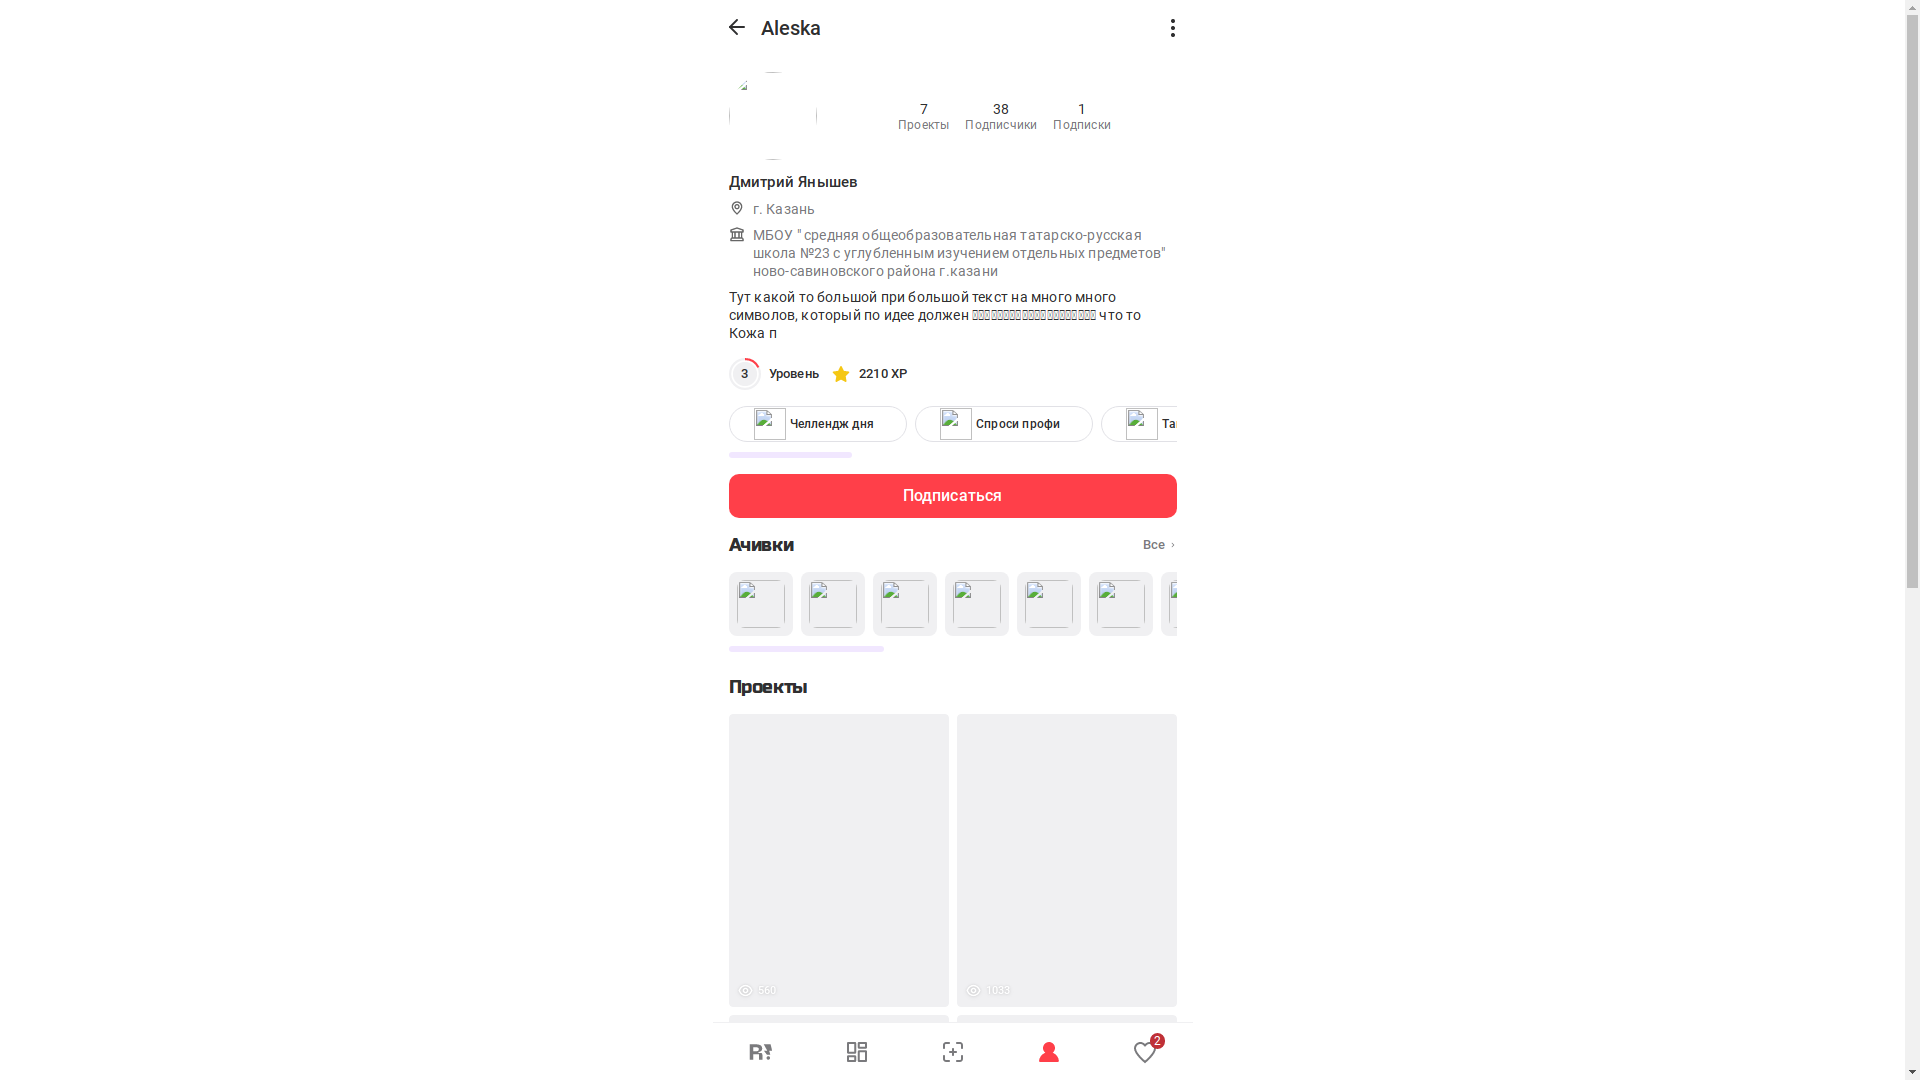 Aleska
7
38
1
Проекты
Подписчики
Подписки
Дмитрий Янышев
г. Казань
МБОУ "средняя общеобразовательная татарско-русская
школа №23 с углубленным изучением отдельных предметов"
ново-савиновского района г.казани
Тут какой то большой при большой текст на много много
символов, который по идее должен что то
Кожа п
3 Уровень 2210 XP
Челлендж дня
Спроси профи
Подписаться
Ачивки
Все
Проекты
560
1033
R
2